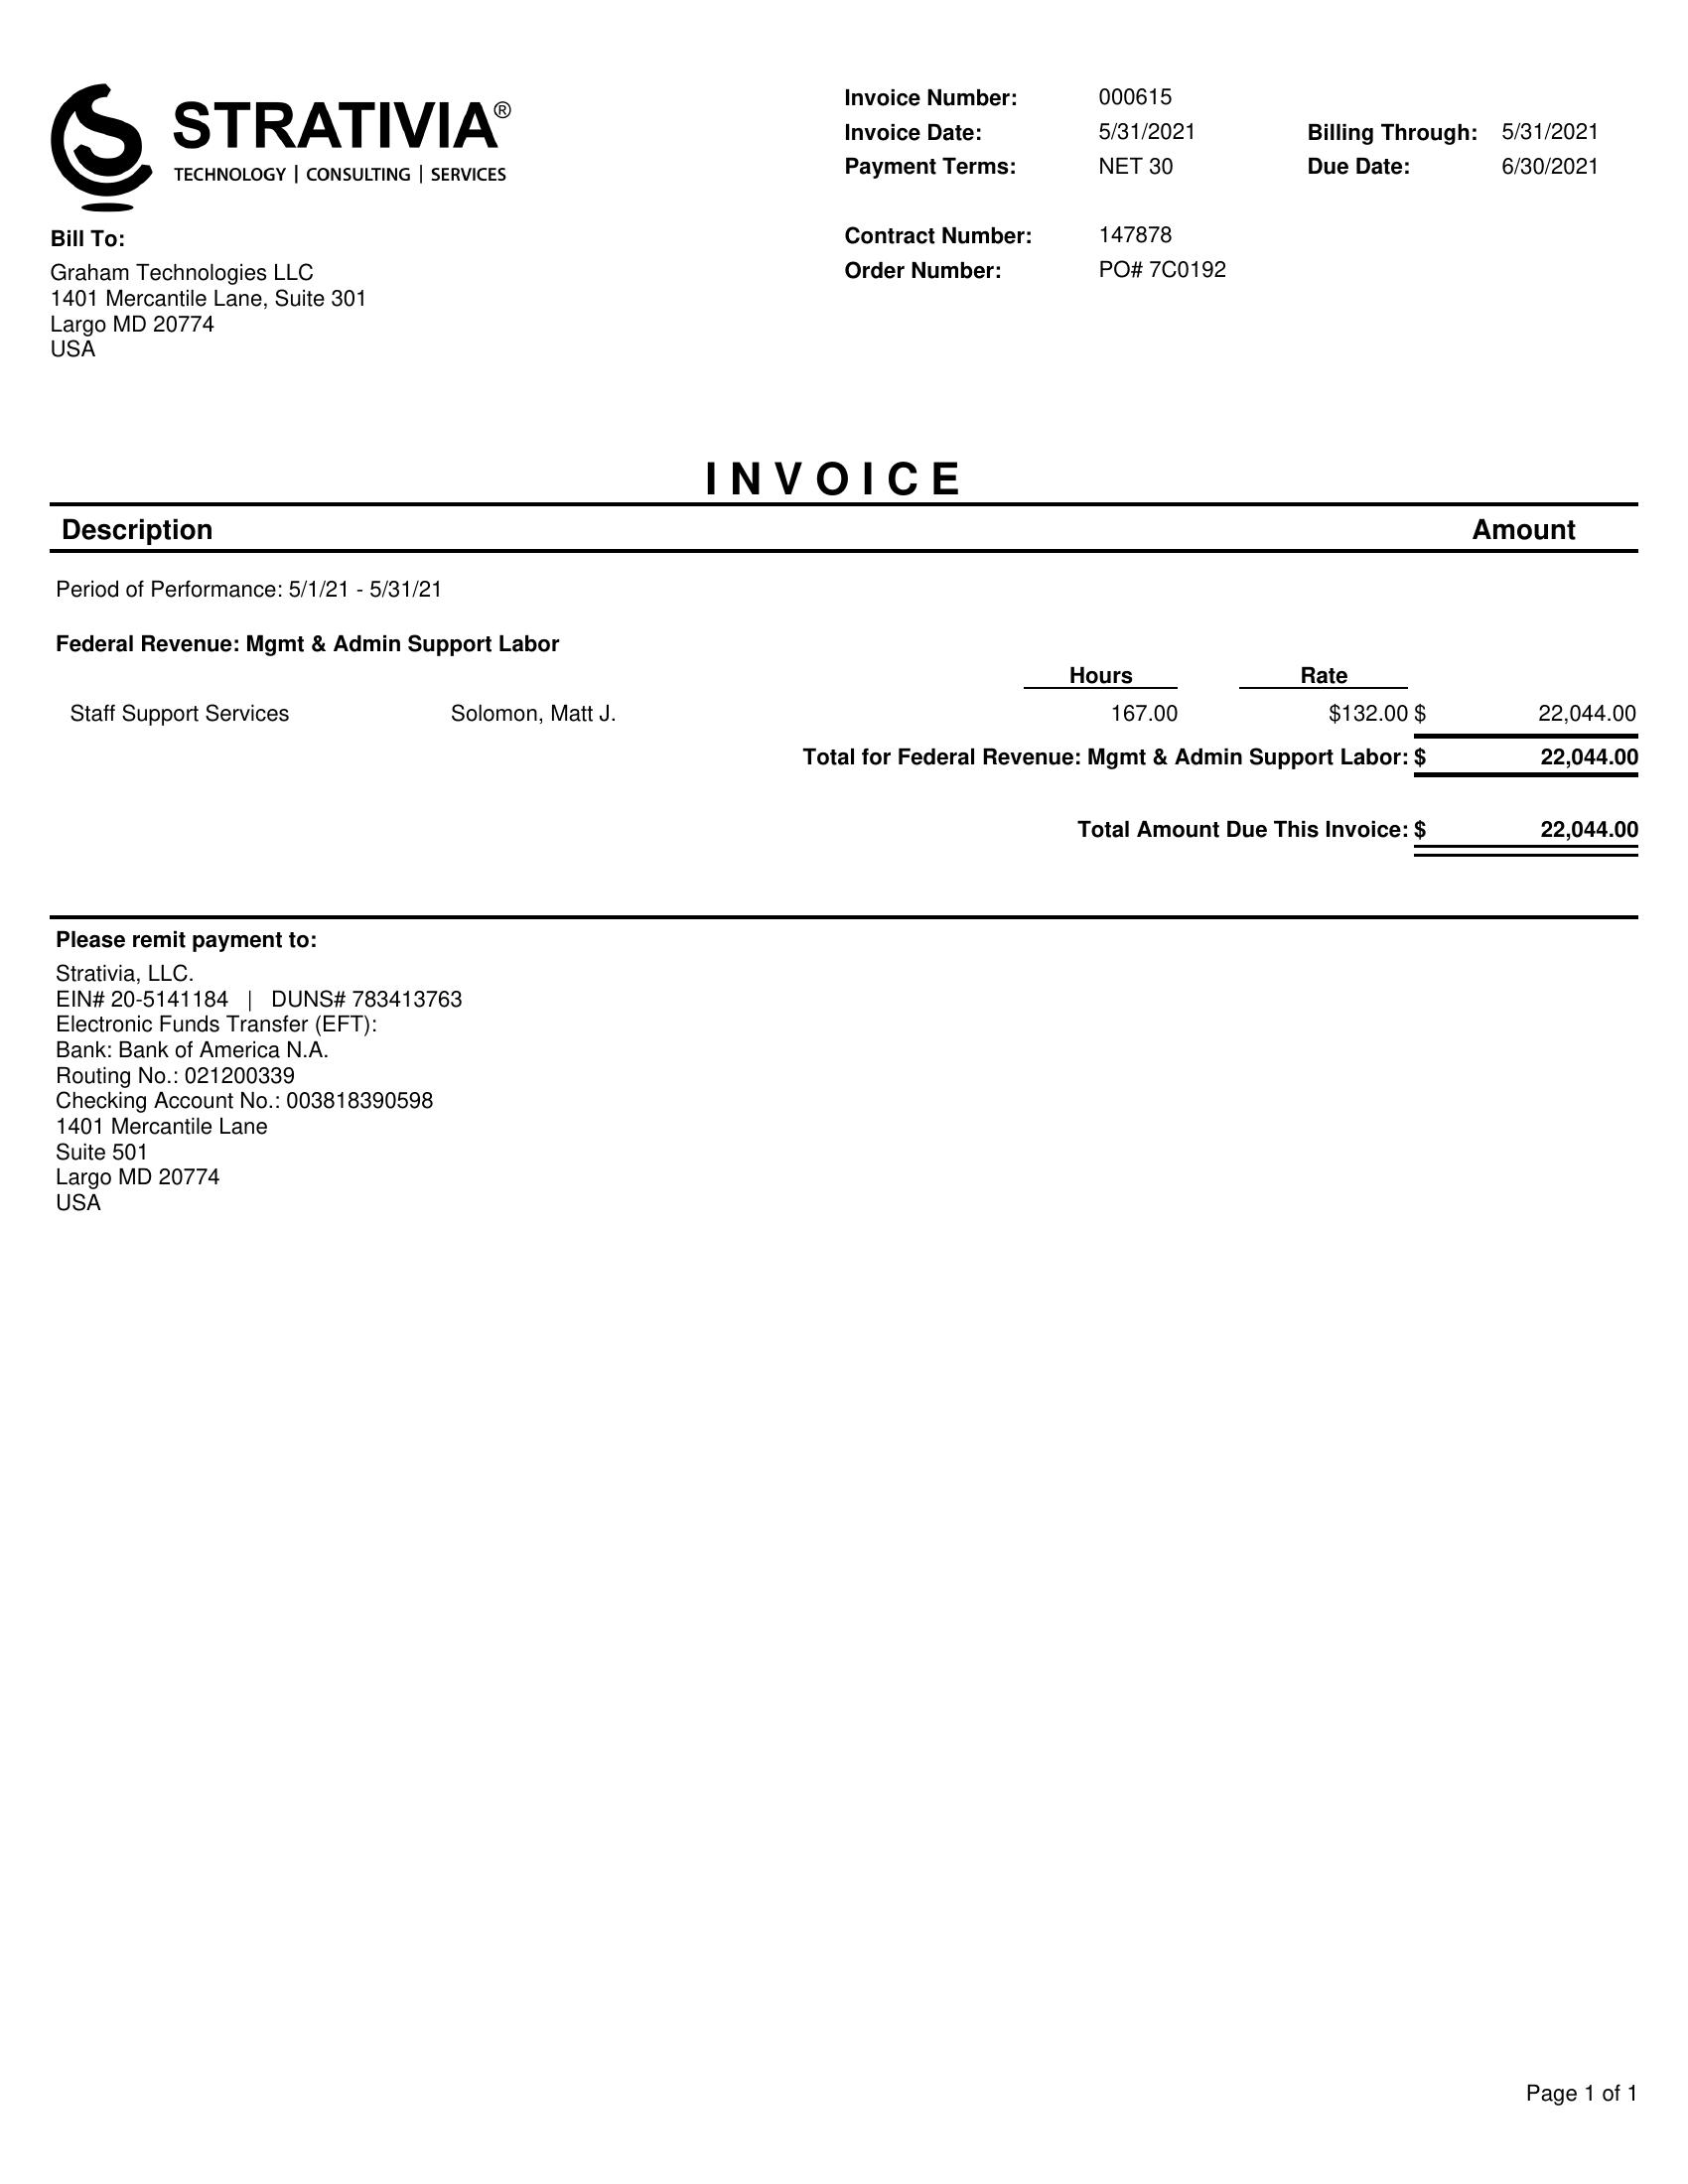 STRATIVIA®
TECHNOLOGY | CONSULTING | SERVICES
Invoice Number: 000615
Invoice Date: 5/31/2021 Billing Through: 5/31/2021
Payment Terms: NET 30 Due Date: 6/30/2021
Contract Number: 147878
Order Number: PO# 7C0192
Bill To:
Graham Technologies LLC
1401 Mercantile Lane, Suite 301
Largo MD 20774
USA
INVOICE
Description Amount
Period of Performance: 5/1/21 - 5/31/21
Federal Revenue: Mgmt & Admin Support Labor
Hours Rate
Staff Support Services Solomon, Matt J. 167.00 $132.00 $ 22,044.00
Total for Federal Revenue: Mgmt & Admin Support Labor: $ 22,044.00
Total Amount Due This Invoice: $ 22,044.00
Please remit payment to:
Strativia, LLC.
EIN# 20-5141184 | DUNS# 783413763
Electronic Funds Transfer (EFT):
Bank: Bank of America N.A.
Routing No.: 021200339
Checking Account No.: 003818390598
1401 Mercantile Lane
Suite 501
Largo MD 20774
USA
Page 1 of 1